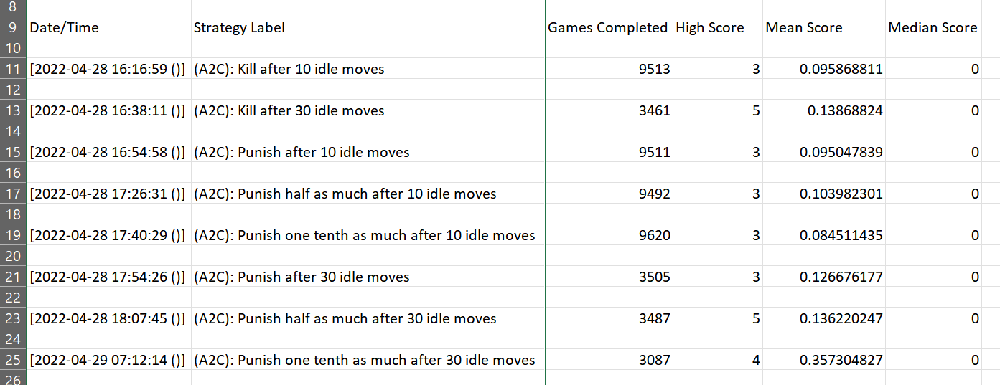 8
9 Date/Time Strategy Label Games Completed High Score Mean Score Median Score
10
11 [2022-04-28 16:16:59 ()] (A2C): Kill after 10 idle moves 9513 3 0.095868811 0
12
13 [2022-04-28 16:38:11 ()] (A2C): Kill after 30 idle moves 3461 5 0.13868824 0
14
15 [2022-04-28 16:54:58 ()] (A2C): Punish after 10 idle moves 9511 3 0.095047839 0
16
17 [2022-04-28 17:26:31 ()] (A2C): Punish half as much after 10 idle moves 9492 3 0.103982301 0
18
19 [2022-04-28 17:40:29 ()] (A2C): Punish one tenth as much after 10 idle moves 9620 3 0.084511435 0
20
21 [2022-04-28 17:54:26 ()] (A2C): Punish after 30 idle moves 3505 3 0.126676177 0
22
23 [2022-04-28 18:07:45 ()] (A2C): Punish half as much after 30 idle moves 3487 5 0.136220247 0
24
25 [2022-04-29 07:12:14 ()] (A2C): Punish one tenth as much after 30 idle moves 3087 4 0.357304827 0
26